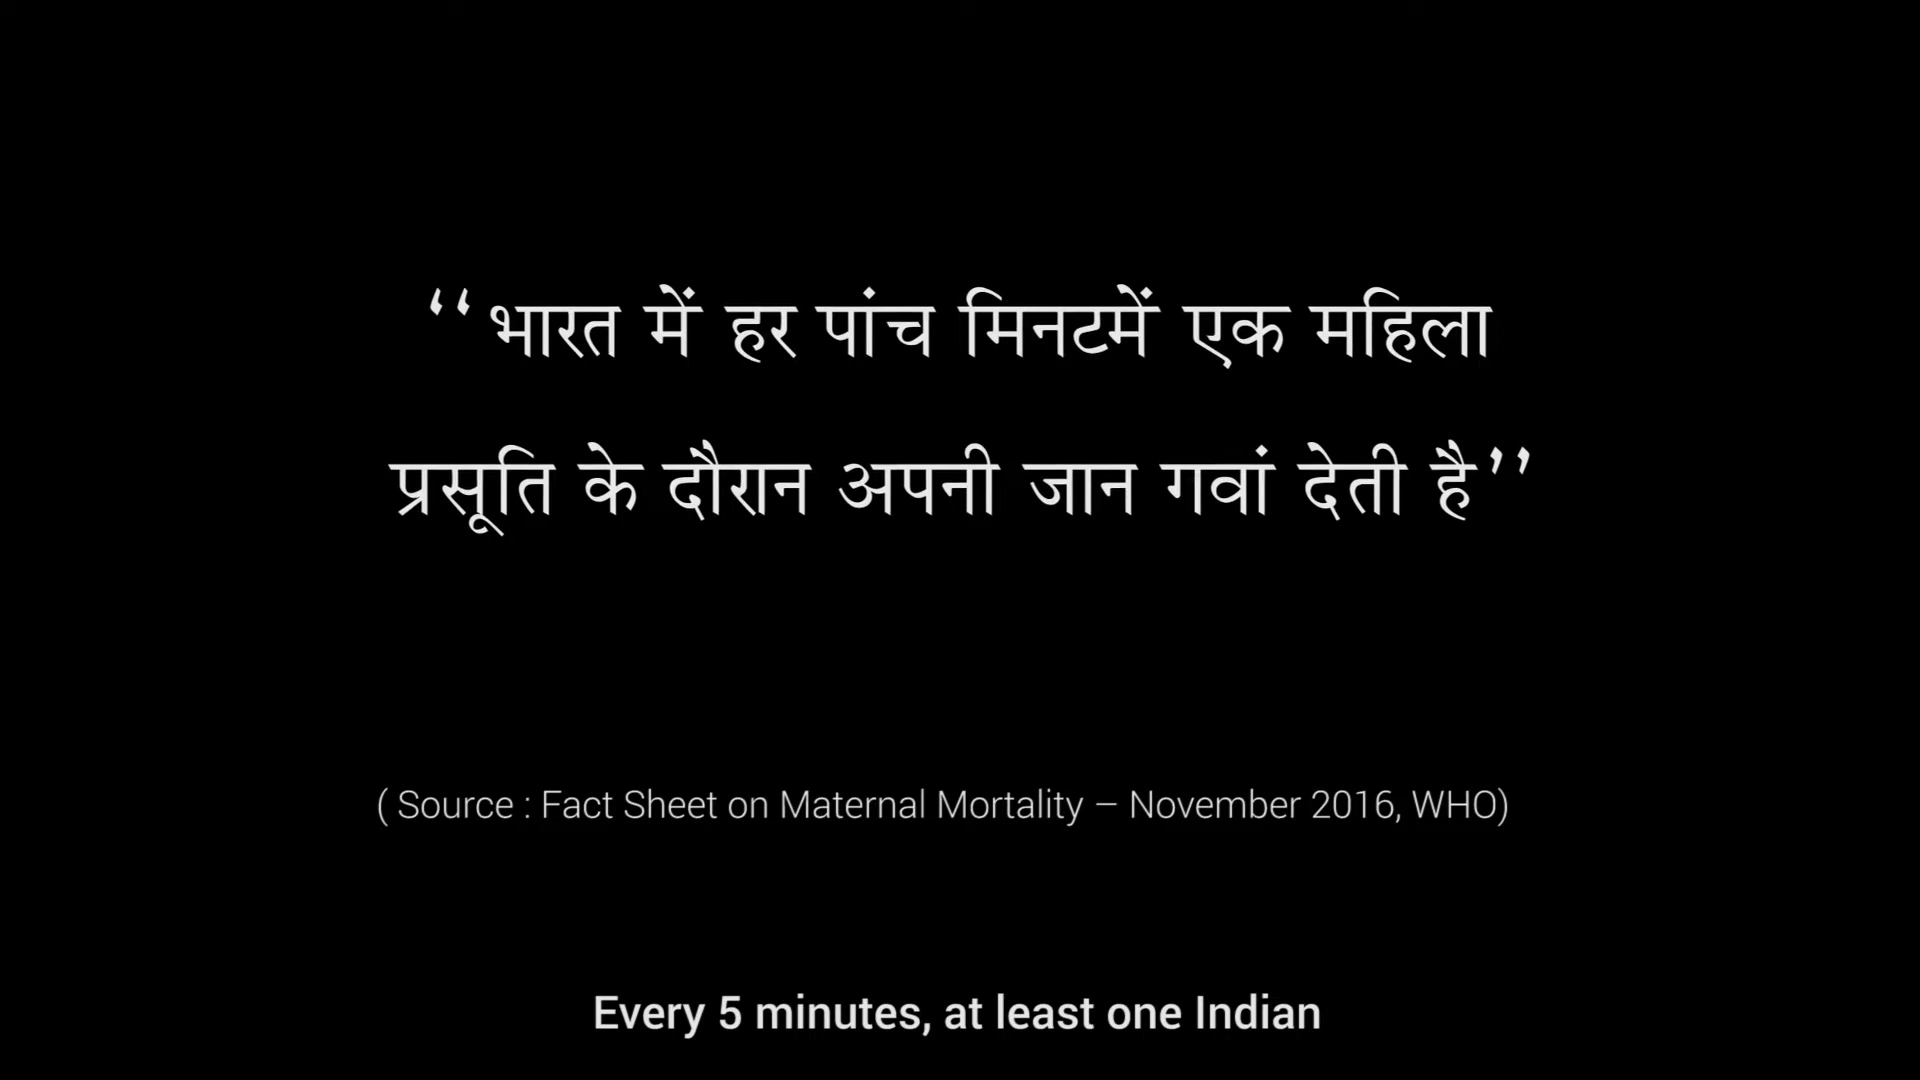 ‘‘भारत में हर पांच मिनटमें एक महिला
प्रसूति के दौरान अपनी जान गवां देती है’’
( Source : Fact Sheet on Maternal Mortality – November 2016, WHO)
Every 5 minutes, at least one Indian